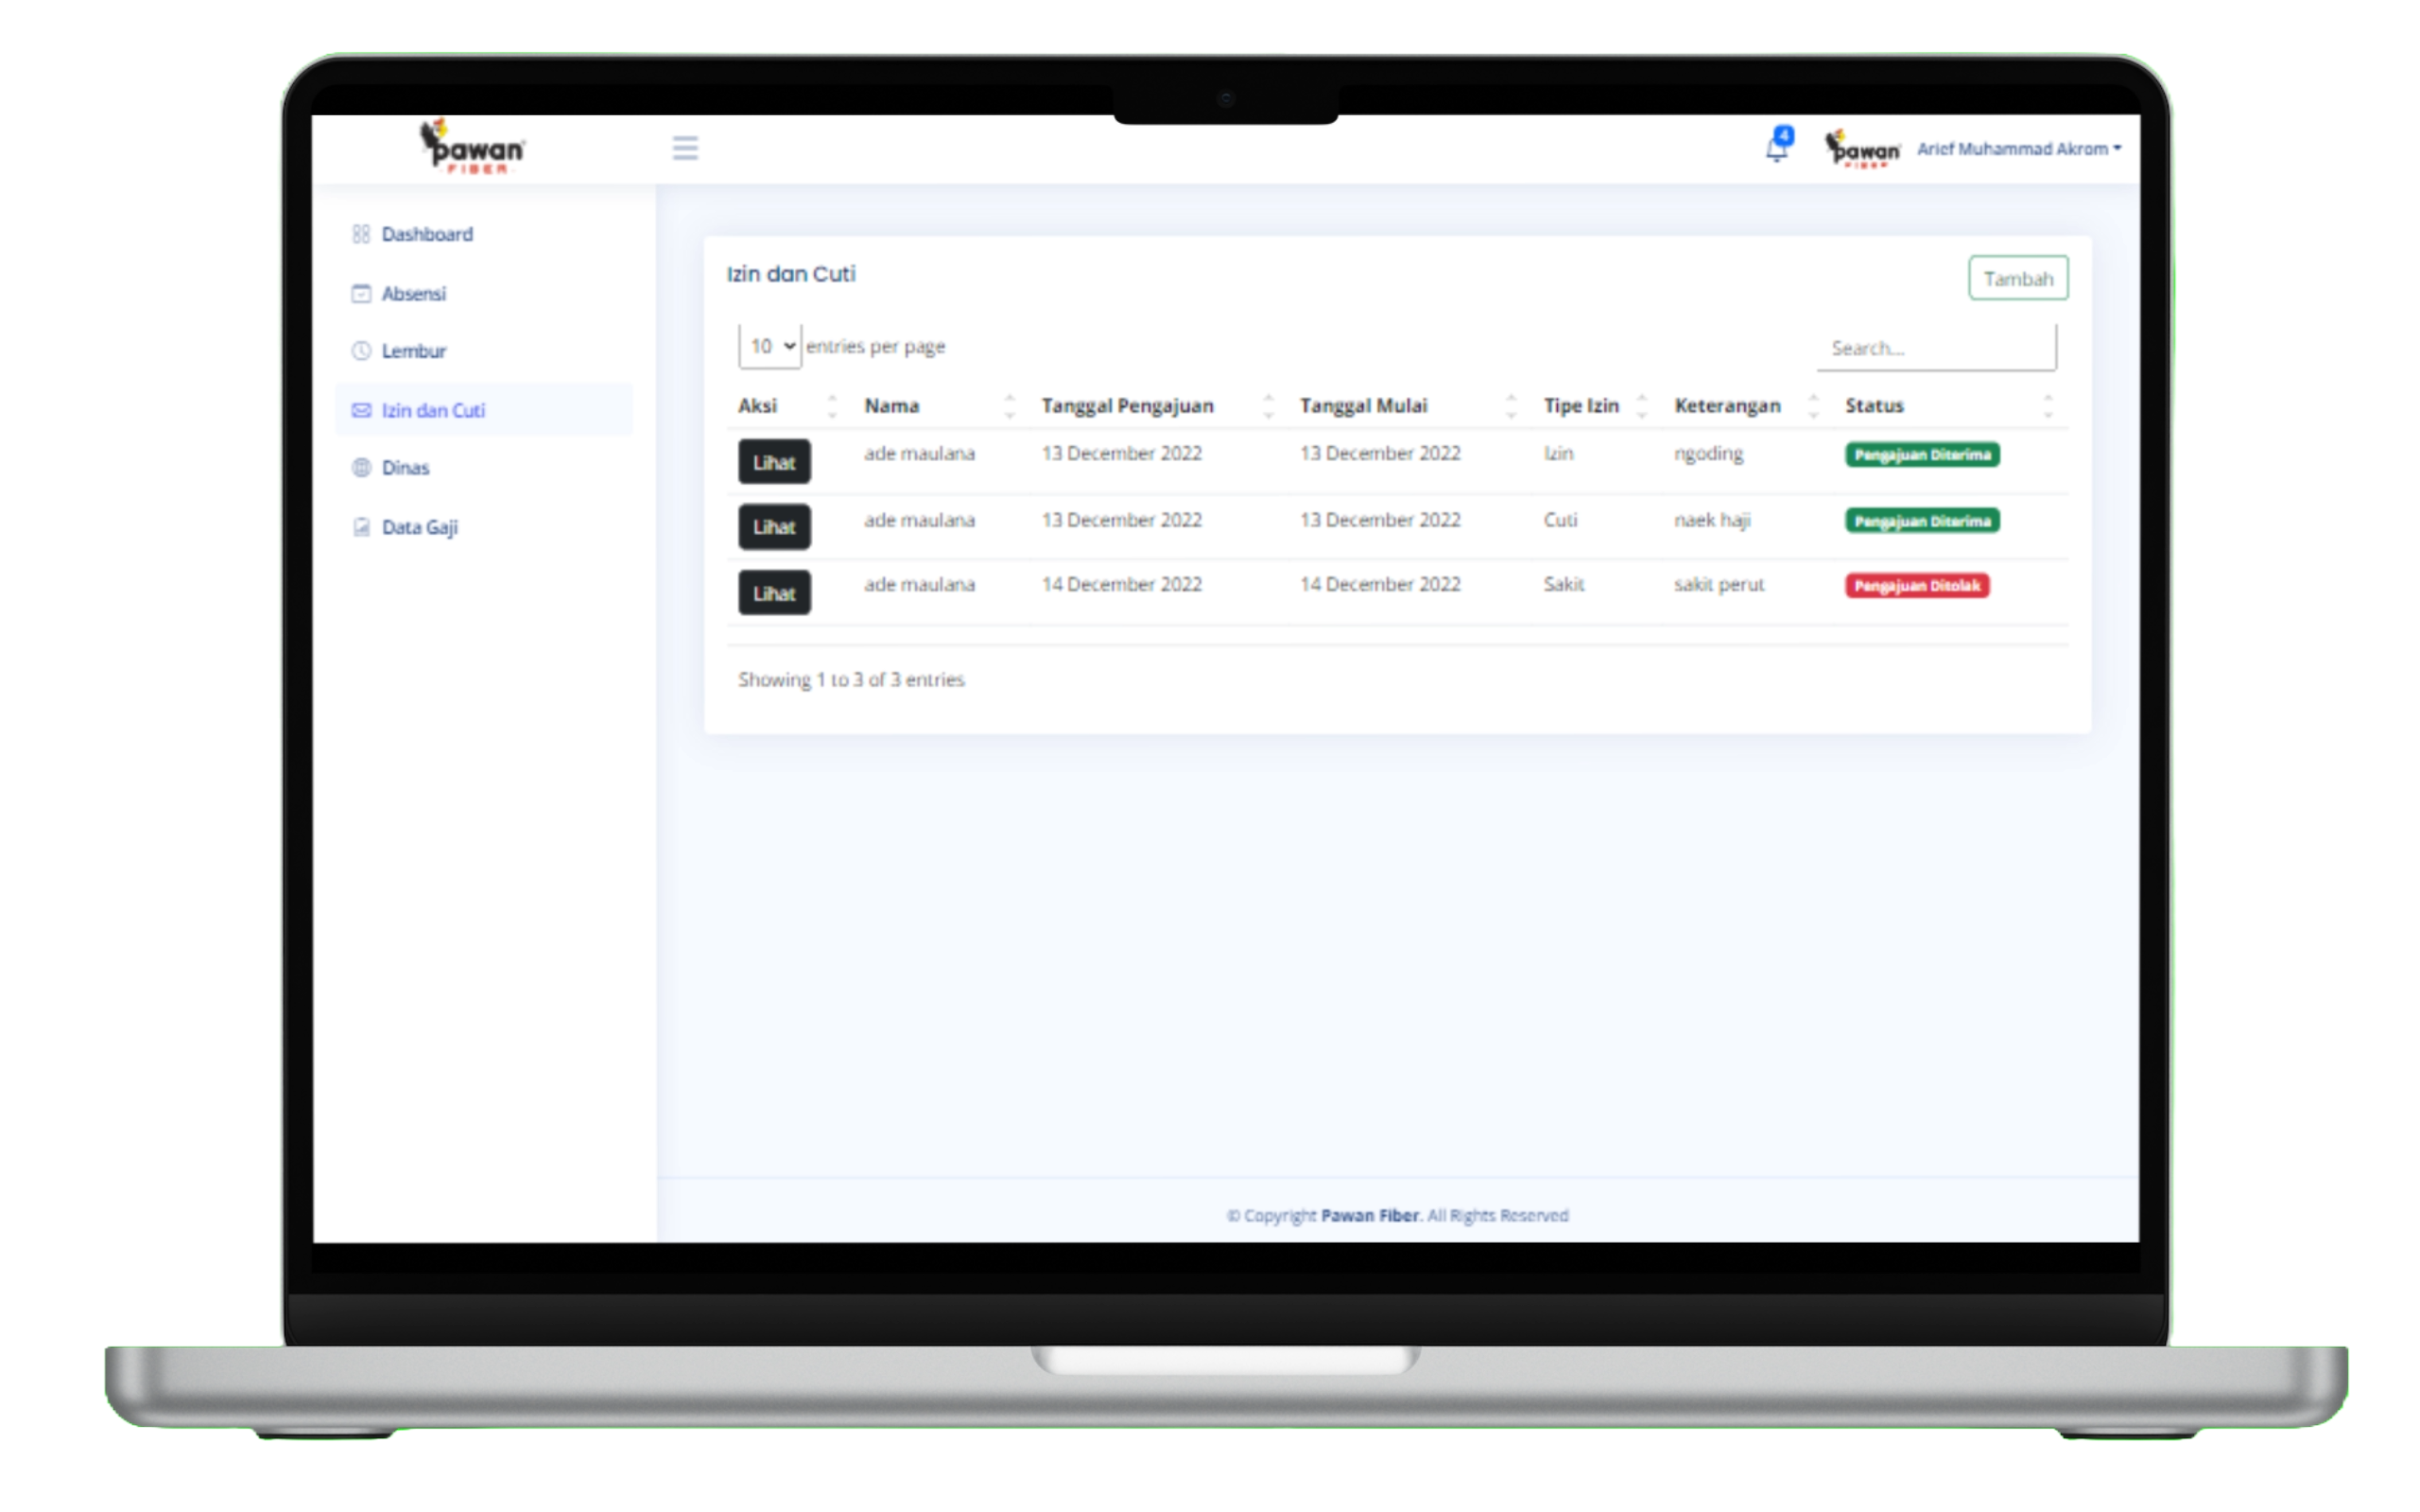 pawan
FIBER
4
pawan
FIBER
Arief Muhammad Akrom
Dashboard
Absensi
Lembur
Izin dan Cuti
Dinas
Data Gaji
Izin dan Cuti
Tambah
10 entries per page
Search...
Aksi Nama Tanggal Pengajuan Tanggal Mulai Tipe Izin Keterangan Status
Lihat ade maulana 13 December 2022 13 December 2022 Izin ngoding Pengajuan Diterima
Lihat ade maulana 13 December 2022 13 December 2022 Cuti naek haji Pengajuan Diterima
Lihat ade maulana 14 December 2022 14 December 2022 Sakit sakit perut Pengajuan Ditolak
Showing 1 to 3 of 3 entries
© Copyright Pawan Fiber. All Rights Reserved